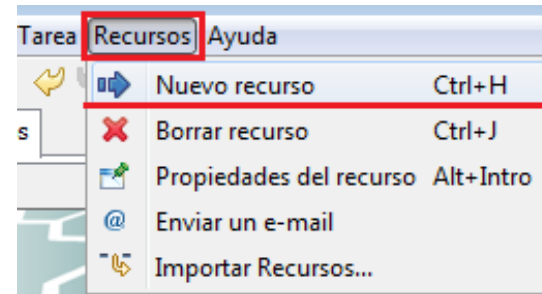 Tarea Recursos Ayuda
Nuevo recurso Ctrl+H
s
Borrar recurso Ctrl+J
Propiedades del recurso Alt+Intro
@ Enviar un e-mail
Importar Recursos...